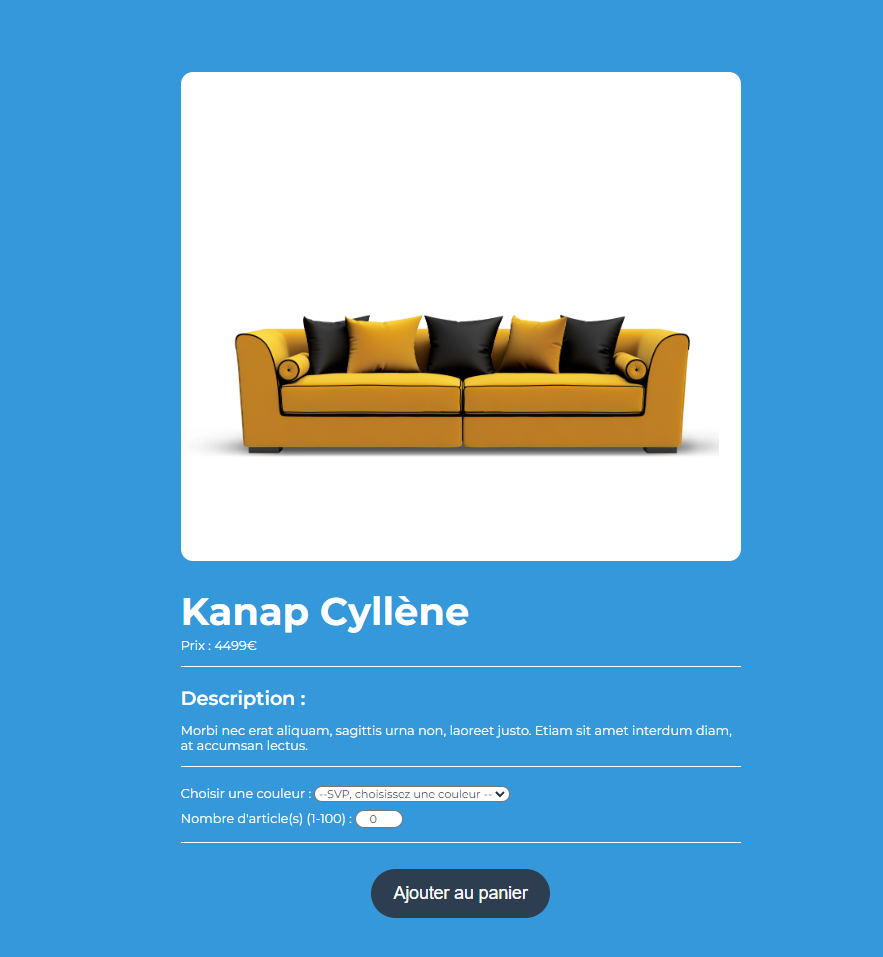 Kanap Cyllène
Prix : 4499€
Description :
Morbi nec erat aliquam, sagittis urna non, laoreet justo. Etiam sit amet interdum diam,
at accumsan lectus.
Choisir une couleur : --SVP, choisissez une couleur --
Nombre d'article(s) (1-100) : 0
Ajouter au panier